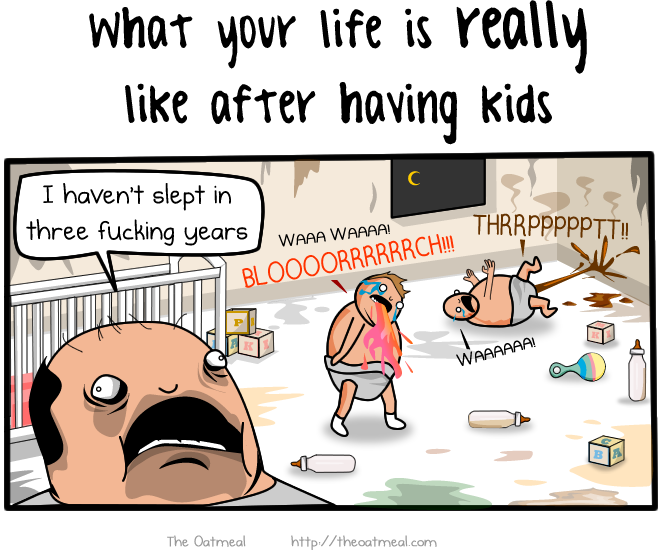 What your life is really
like after having kids
I haven't slept in
three fucking years
WAAA WAAAA!
BLOOOORRRRRRCH!!!
THRRPPPPPTT!!
WAAAAAA!
P
A K L
K
C
B A
The Oatmeal http://theoatmeal.com